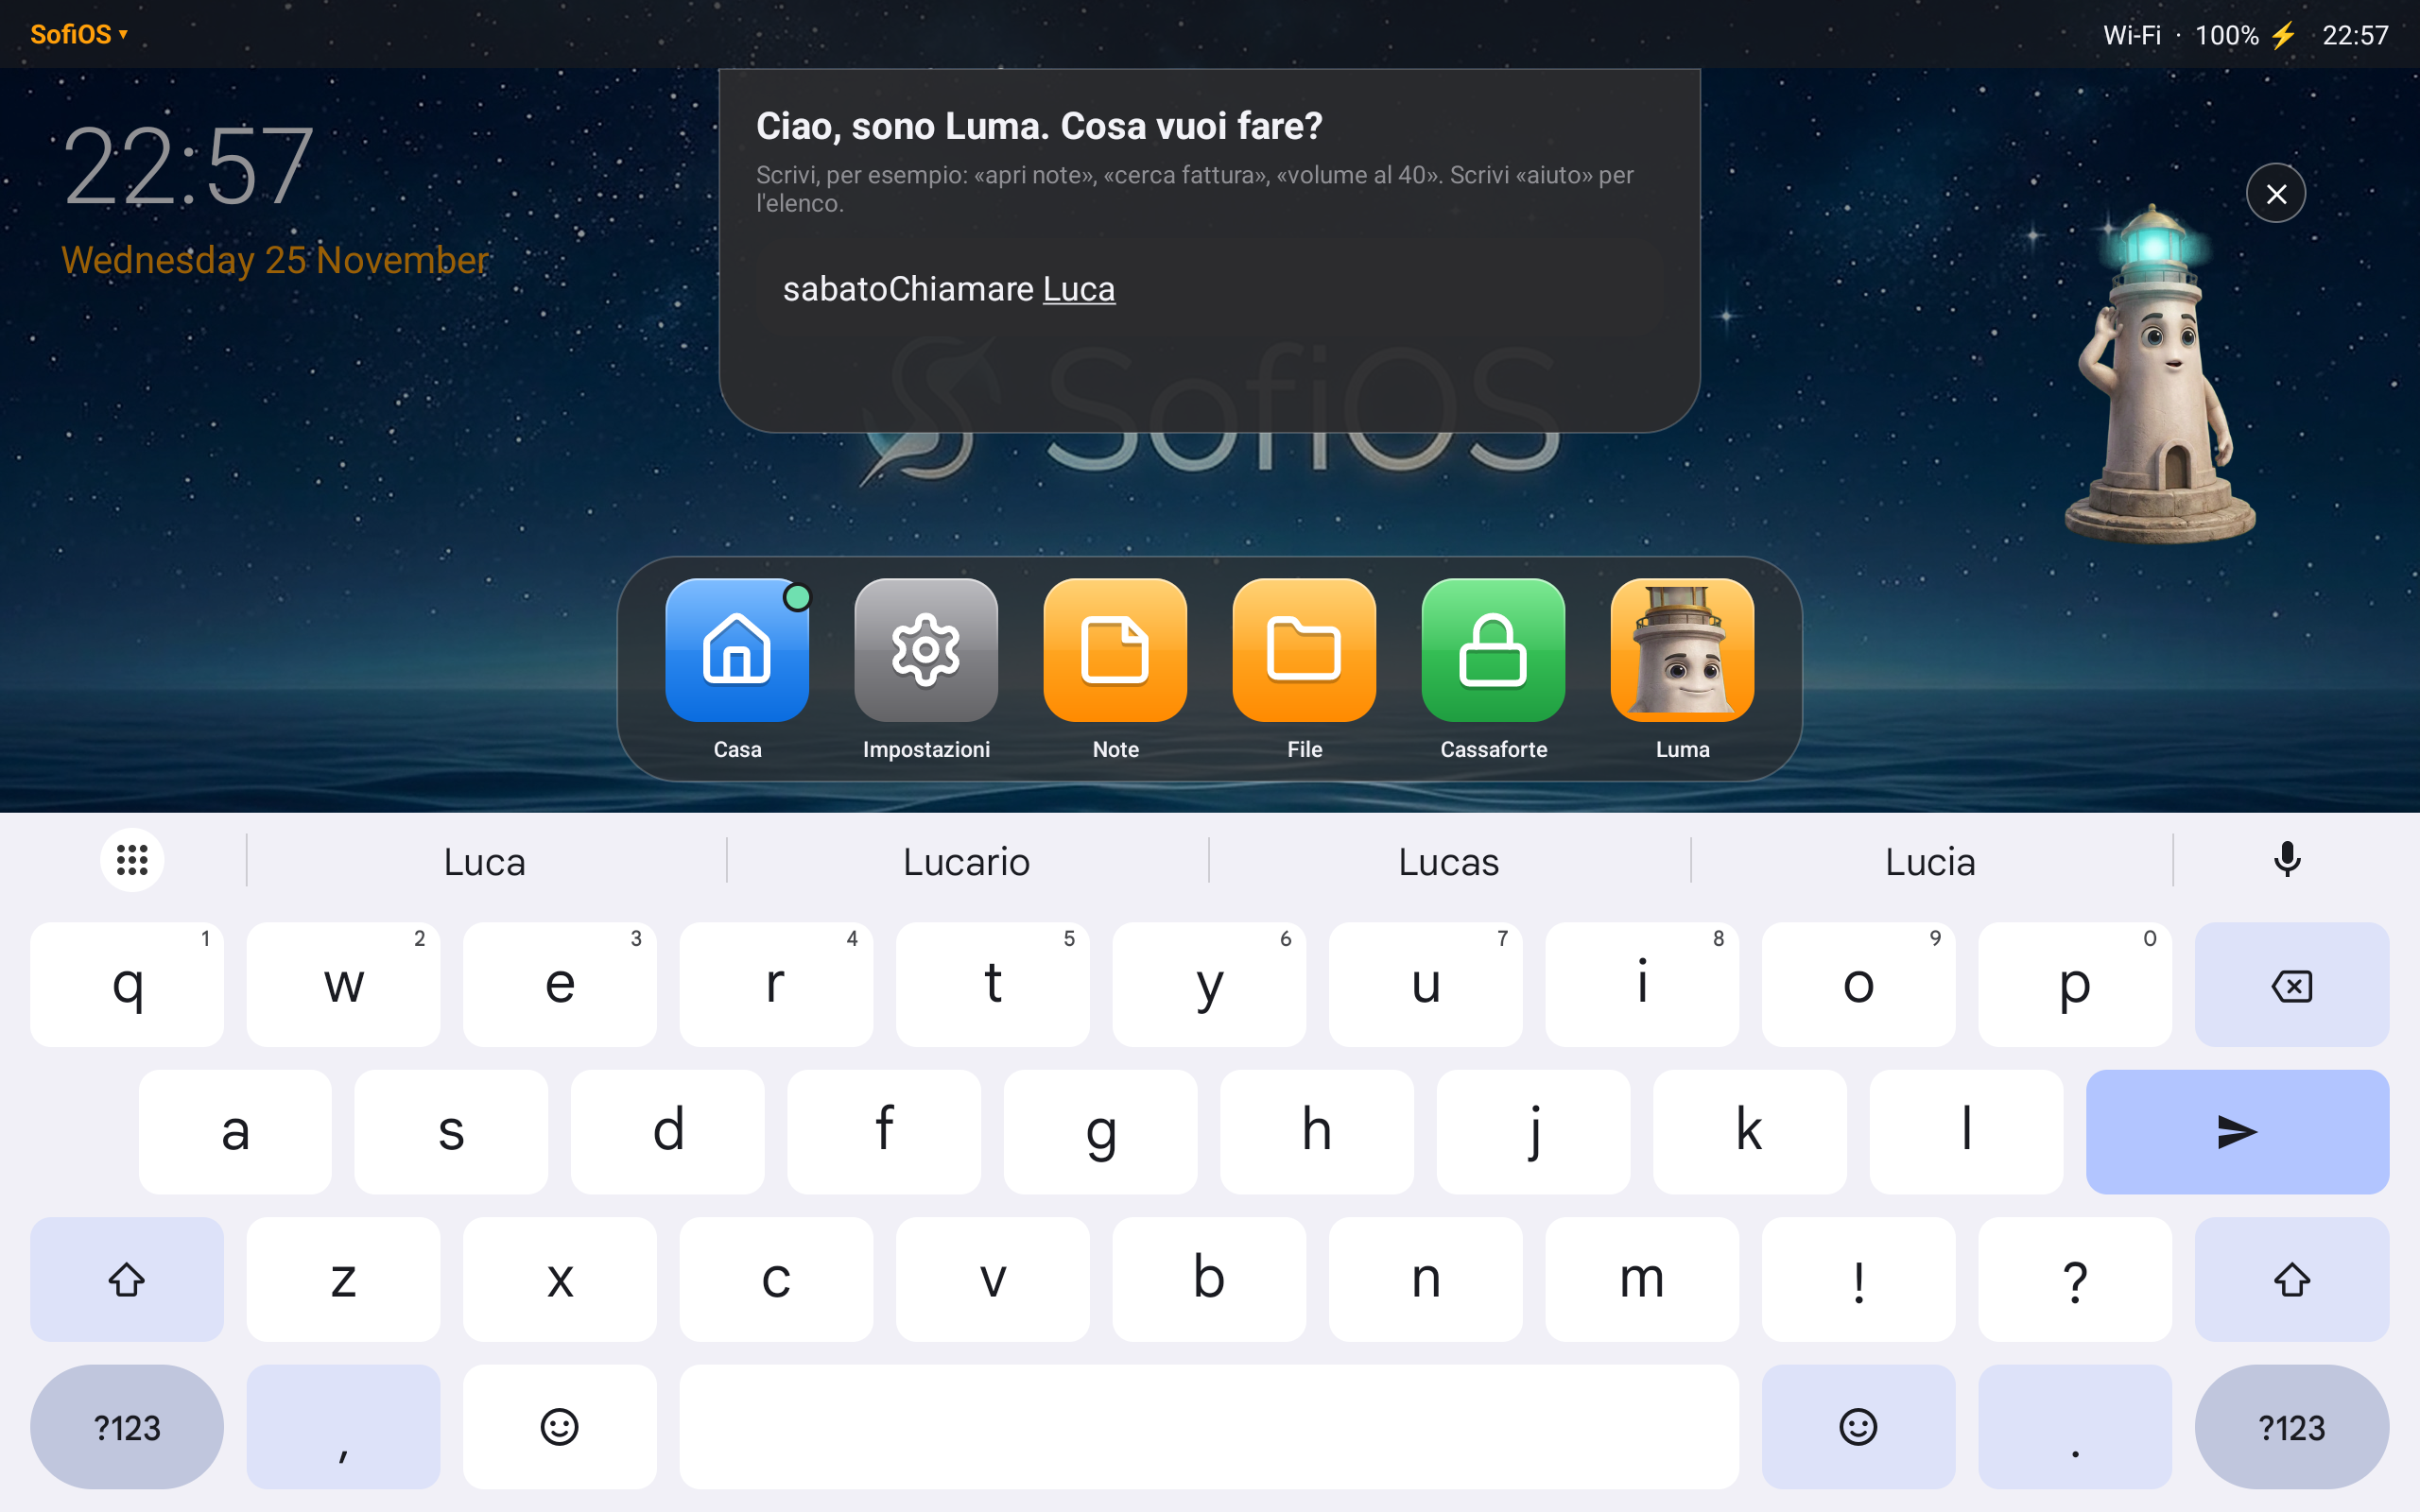 SofiOS ▾
Wi-Fi · 100% ⚡ 22:57
22:57
Wednesday 25 November
Ciao, sono Luma. Cosa vuoi fare?
Scrivi, per esempio: «apri note», «cerca fattura», «volume al 40». Scrivi «aiuto» per
l'elenco.
sabatoChiamare Luca
SofiOS
Casa Impostazioni Note File Cassaforte Luma
Luca Lucario Lucas Lucia
1 2 3 4 5 6 7 8 9 0
q w e r t y u i o p
a s d f g h j k l
z x c v b n m ! ?
?123 , . ?123